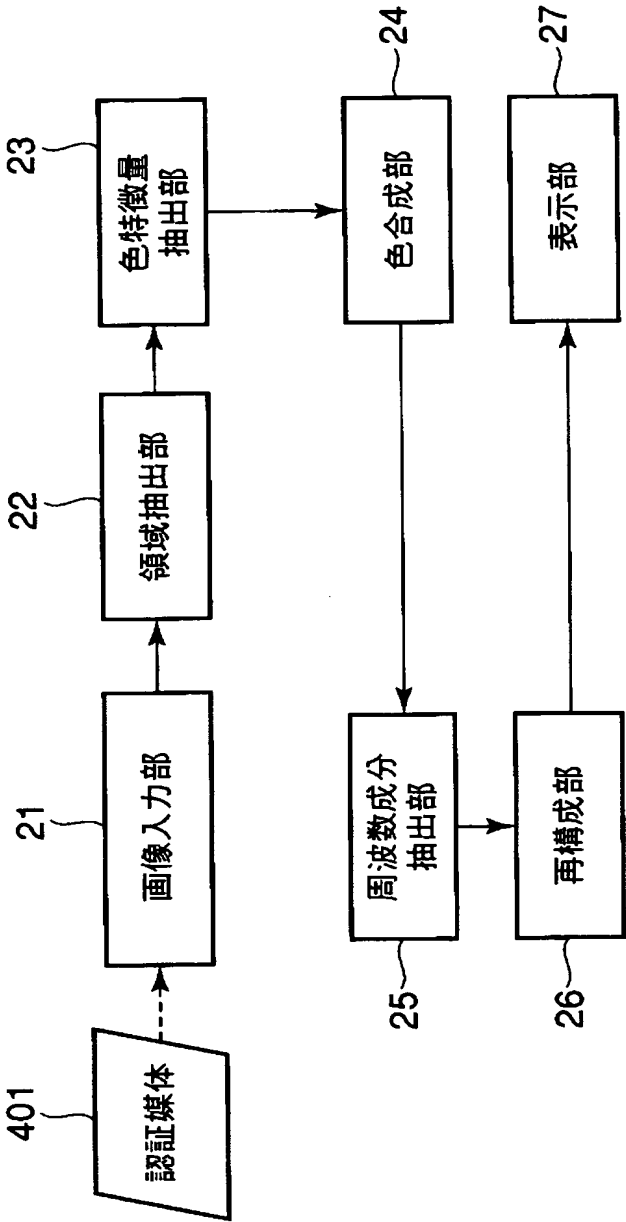 401
認証媒体
21
画像入力部
22
領域抽出部
23
色特徴量
抽出部
24
色合成部
25
周波数成分
抽出部
26
再構成部
27
表示部